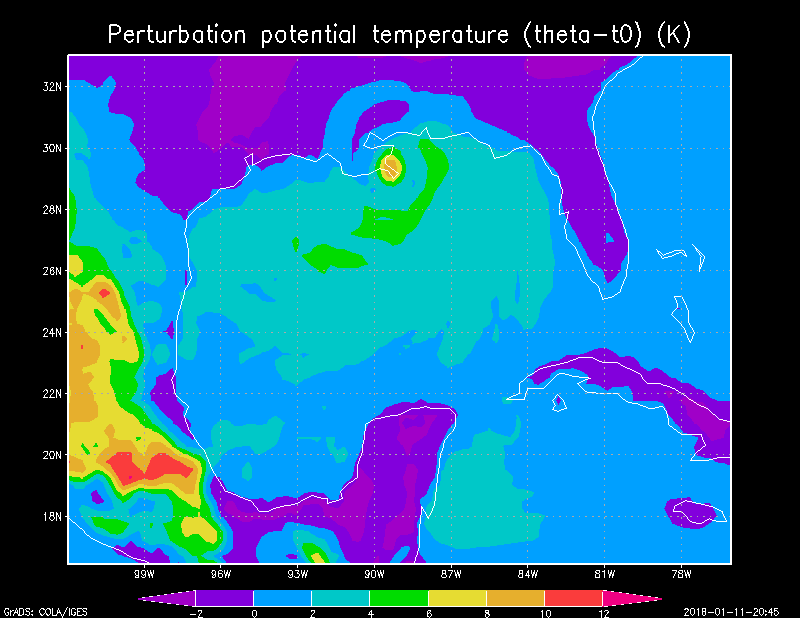 Perturbation potential temperature (theta-t0) (K)
32N
30N
28N
26N
24N
22N
20N
18N
99W 96W 93W 90W 87W 84W 81W 78W
-2 0 2 4 6 8 10 12
GrADS: COLA/IGES 2018-01-11-20:45